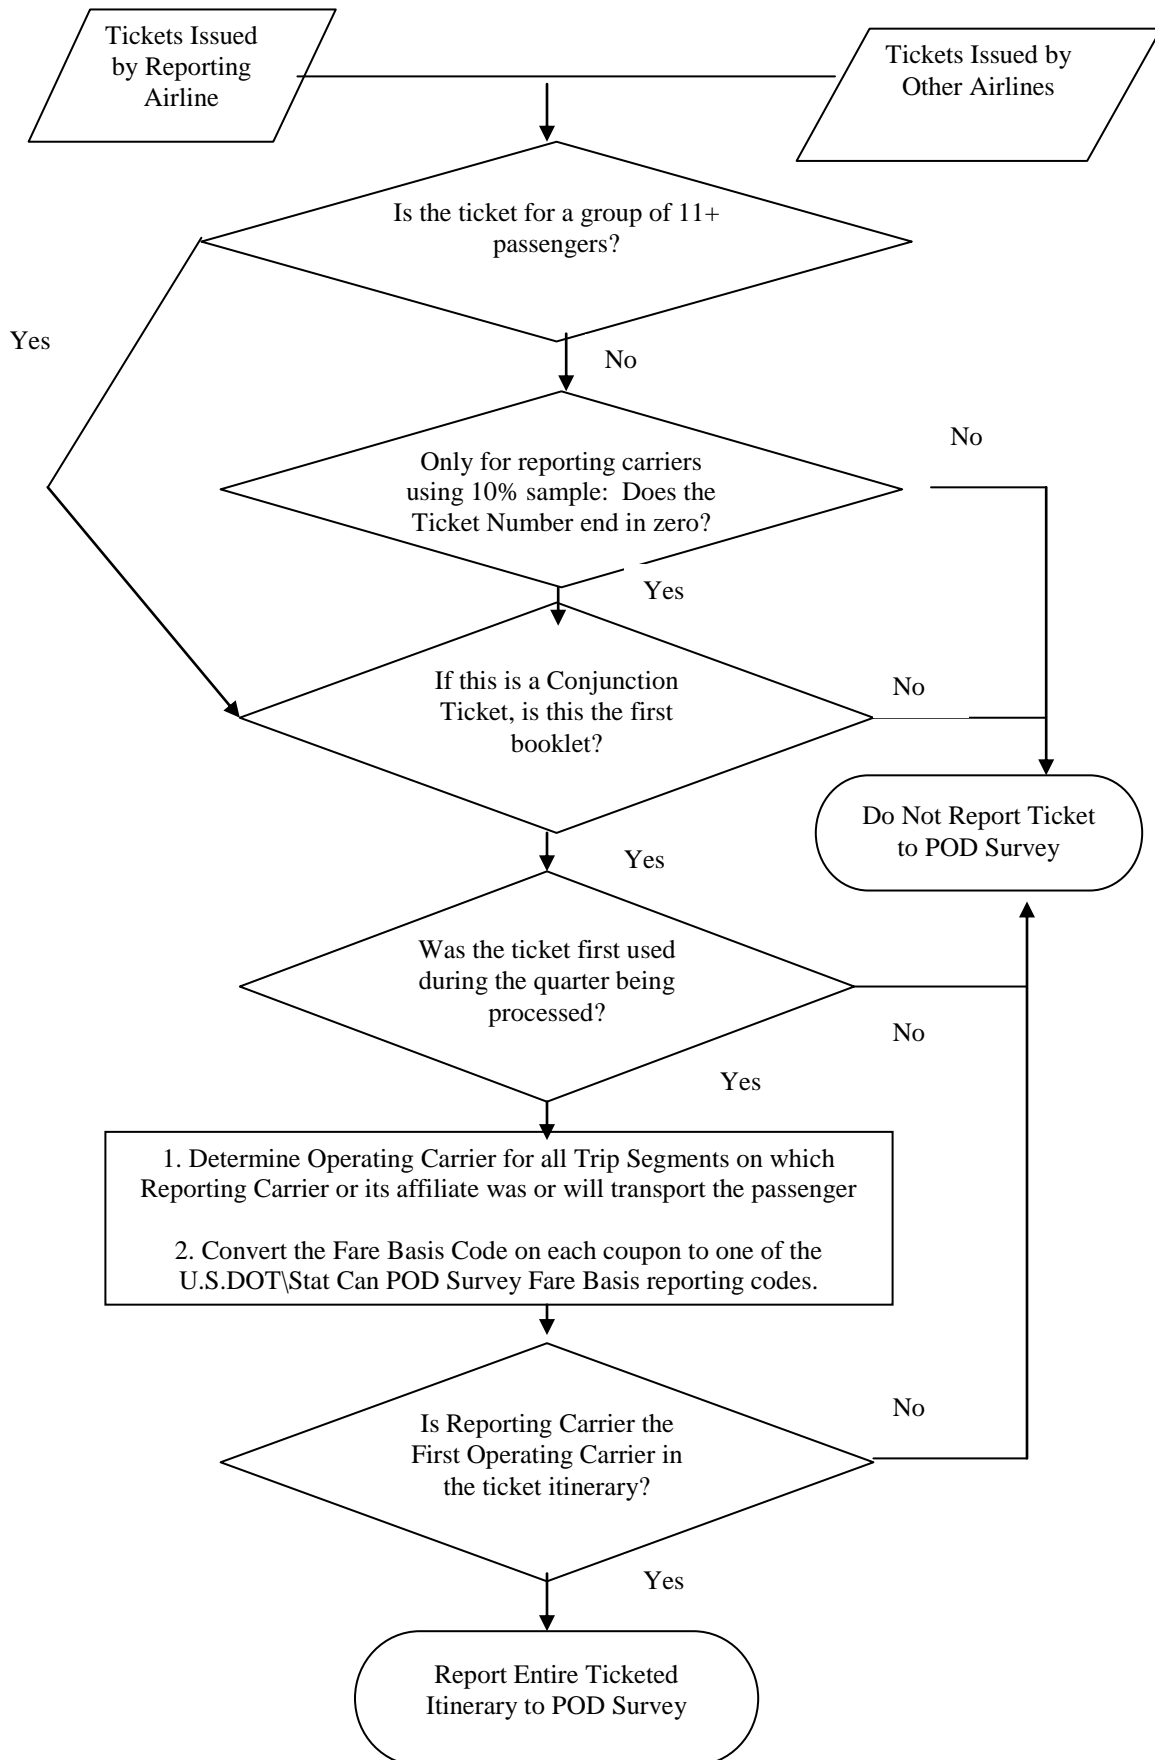 Tickets Issued
by Reporting
Airline
Tickets Issued by
Other Airlines
Is the ticket for a group of 11+
passengers?
Yes
No
Only for reporting carriers
using 10% sample:  Does the
Ticket Number end in zero?
No
Yes
If this is a Conjunction
Ticket, is this the first
booklet?
No
Do Not Report Ticket
to POD Survey
Yes
Was the ticket first used
during the quarter being
processed?
No
Yes
1. Determine Operating Carrier for all Trip Segments on which
Reporting Carrier or its affiliate was or will transport the passenger
2. Convert the Fare Basis Code on each coupon to one of the
U.S.DOT\Stat Can POD Survey Fare Basis reporting codes.
Is Reporting Carrier the
First Operating Carrier in
the ticket itinerary?
No
Yes
Report Entire Ticketed
Itinerary to POD Survey